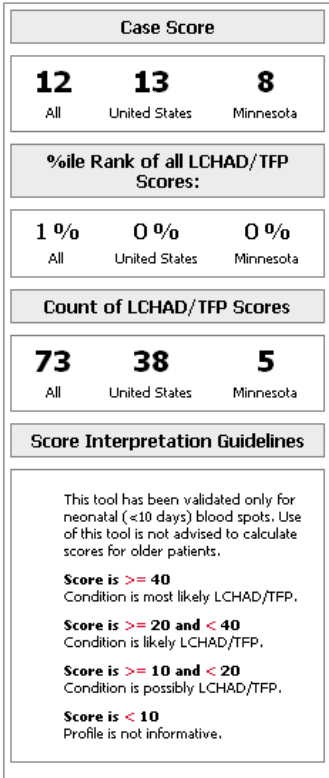 Case Score
12 13 8
All United States Minnesota
%ile Rank of all LCHAD/TFP
Scores:
1 % 0 % 0 %
All United States Minnesota
Count of LCHAD/TFP Scores
73 38 5
All United States Minnesota
Score Interpretation Guidelines
This tool has been validated only for
neonatal (<10 days) blood spots. Use
of this tool is not advised to calculate
scores for older patients.
Score is >= 40
Condition is most likely LCHAD/TFP.
Score is >= 20 and < 40
Condition is likely LCHAD/TFP.
Score is >= 10 and < 20
Condition is possibly LCHAD/TFP.
Score is < 10
Profile is not informative.